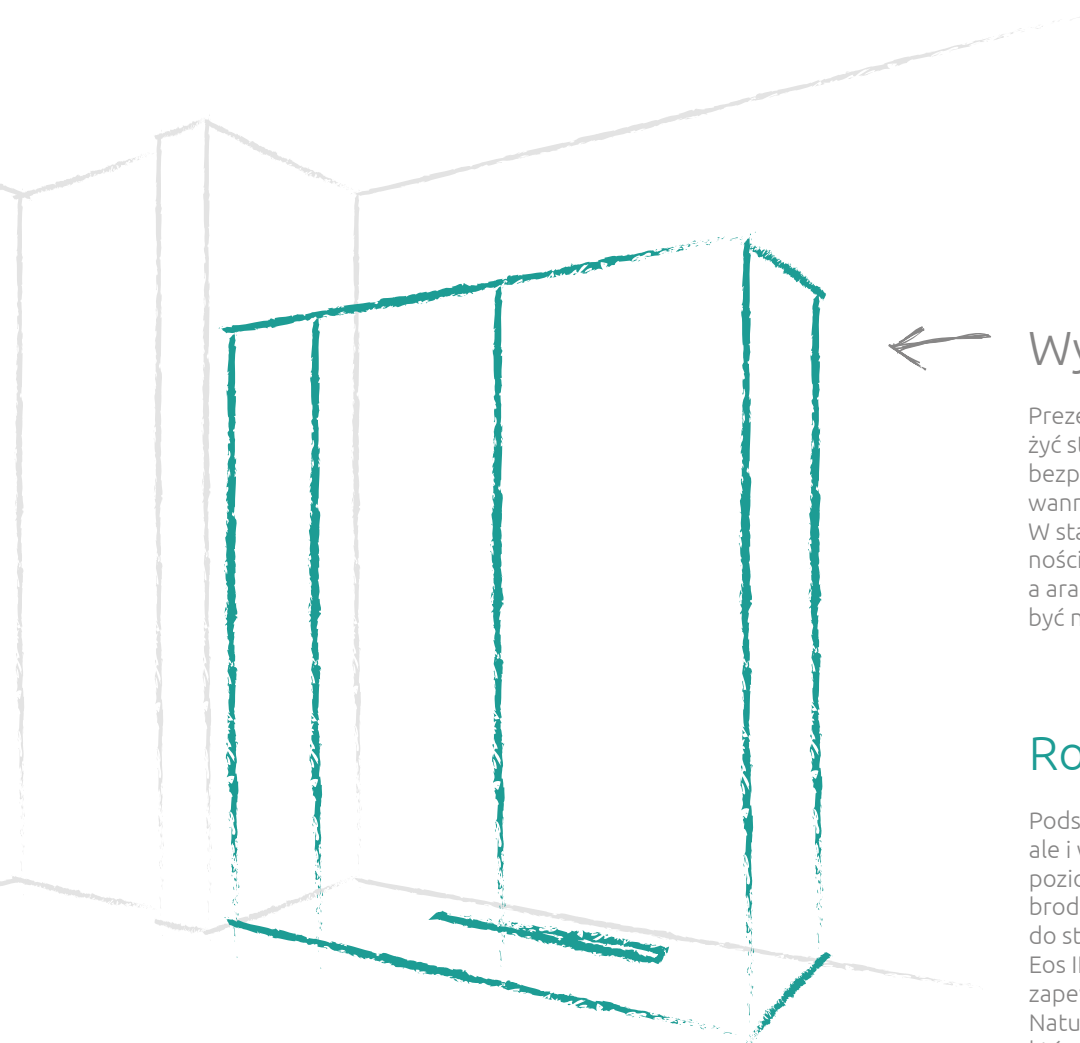 Wy
Preze
żyć st
bezp
wann
W sta
ności
a ara
być n
Ro
Pods
ale i w
pozio
brod
do st
Eos II
zape
Natu